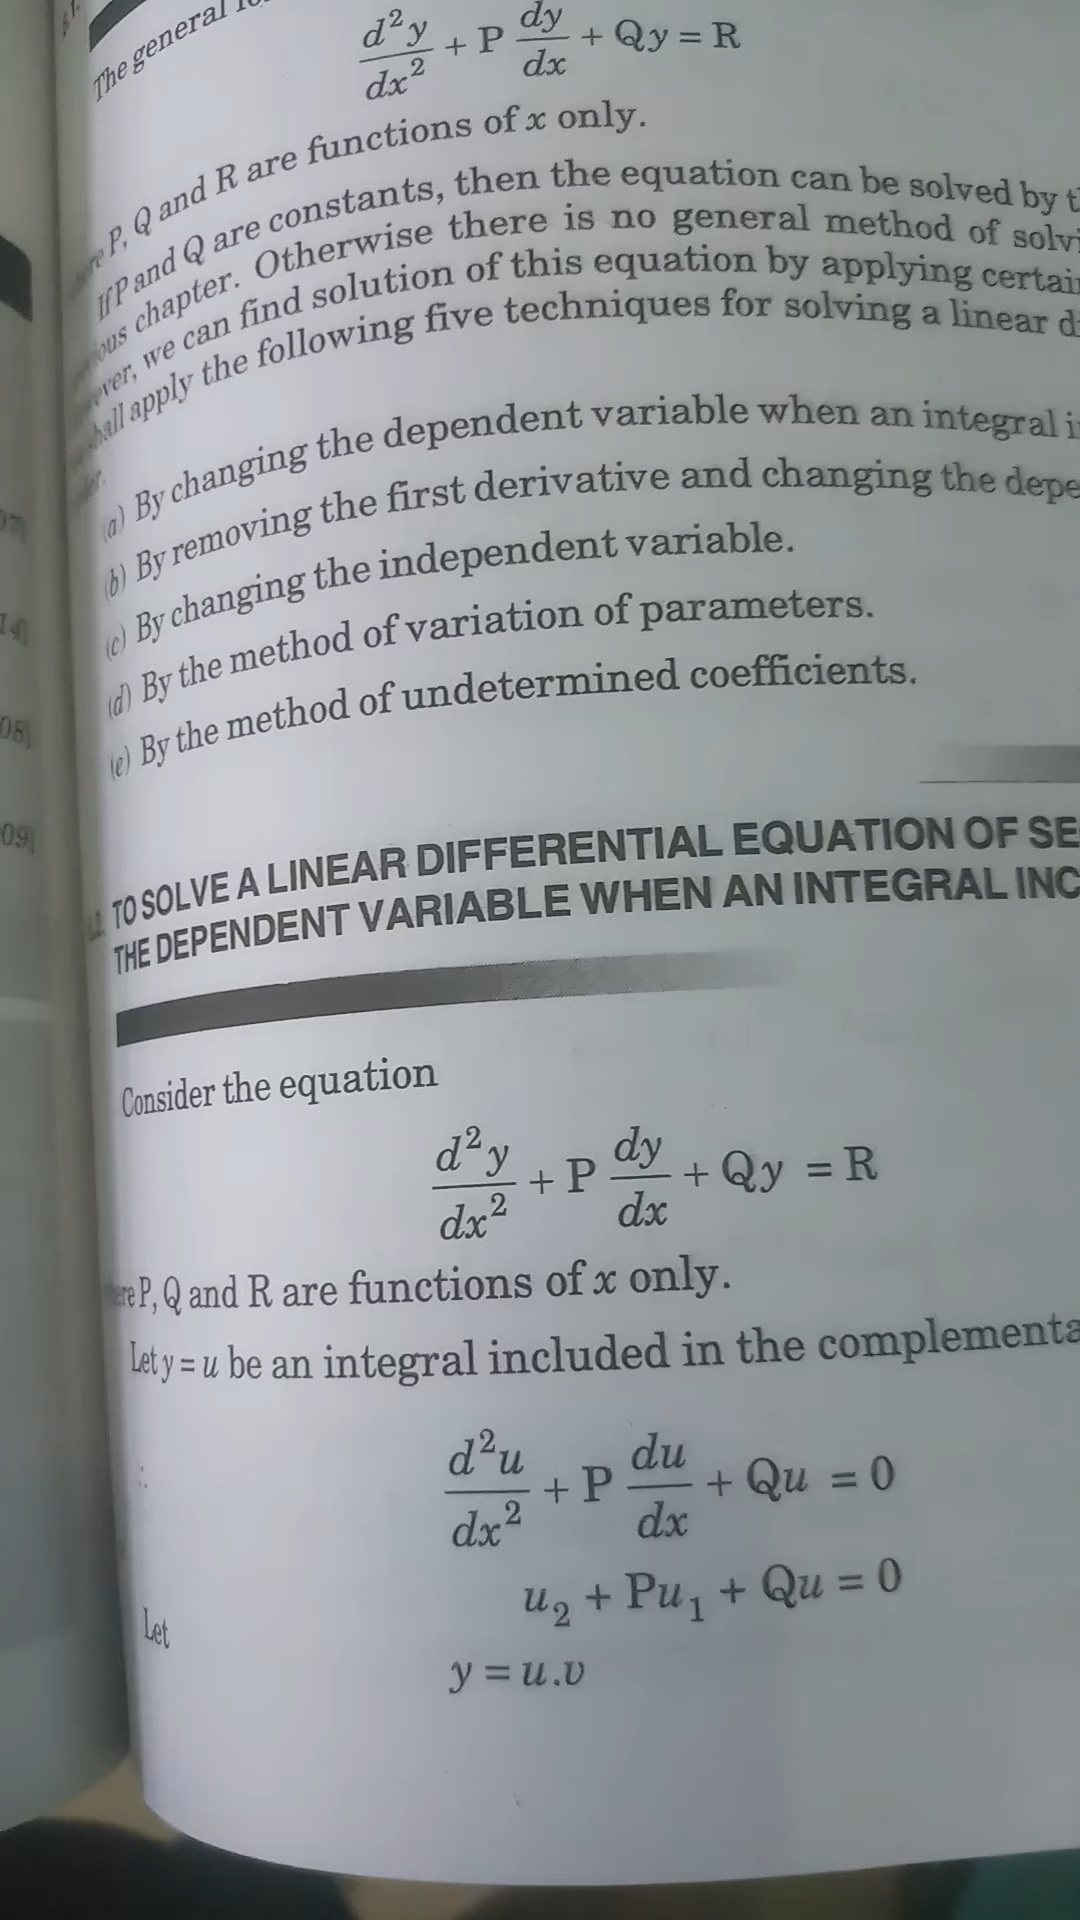 The general
d²y/dx² + P dy/dx + Qy = R
P, Q and R are functions of x only.
If P and Q are constants, then the equation can be solved by
chapter. Otherwise there is no general method of
we can find solution of this equation by applying
apply the following five techniques for solving a linear
(a) By changing the dependent variable when an integral
(b) By removing the first derivative and changing the
(c) By changing the independent variable.
(d) By the method of variation of parameters.
(e) By the method of undetermined coefficients.
TO SOLVE A LINEAR DIFFERENTIAL EQUATION OF
THE DEPENDENT VARIABLE WHEN AN INTEGRAL
Consider the equation
d²y/dx² + P dy/dx + Qy = R
P, Q and R are functions of x only.
Let y = u be an integral included in the
d²u/dx² + P du/dx + Qu = 0
u₂ + Pu₁ + Qu = 0
Let
y = u.v